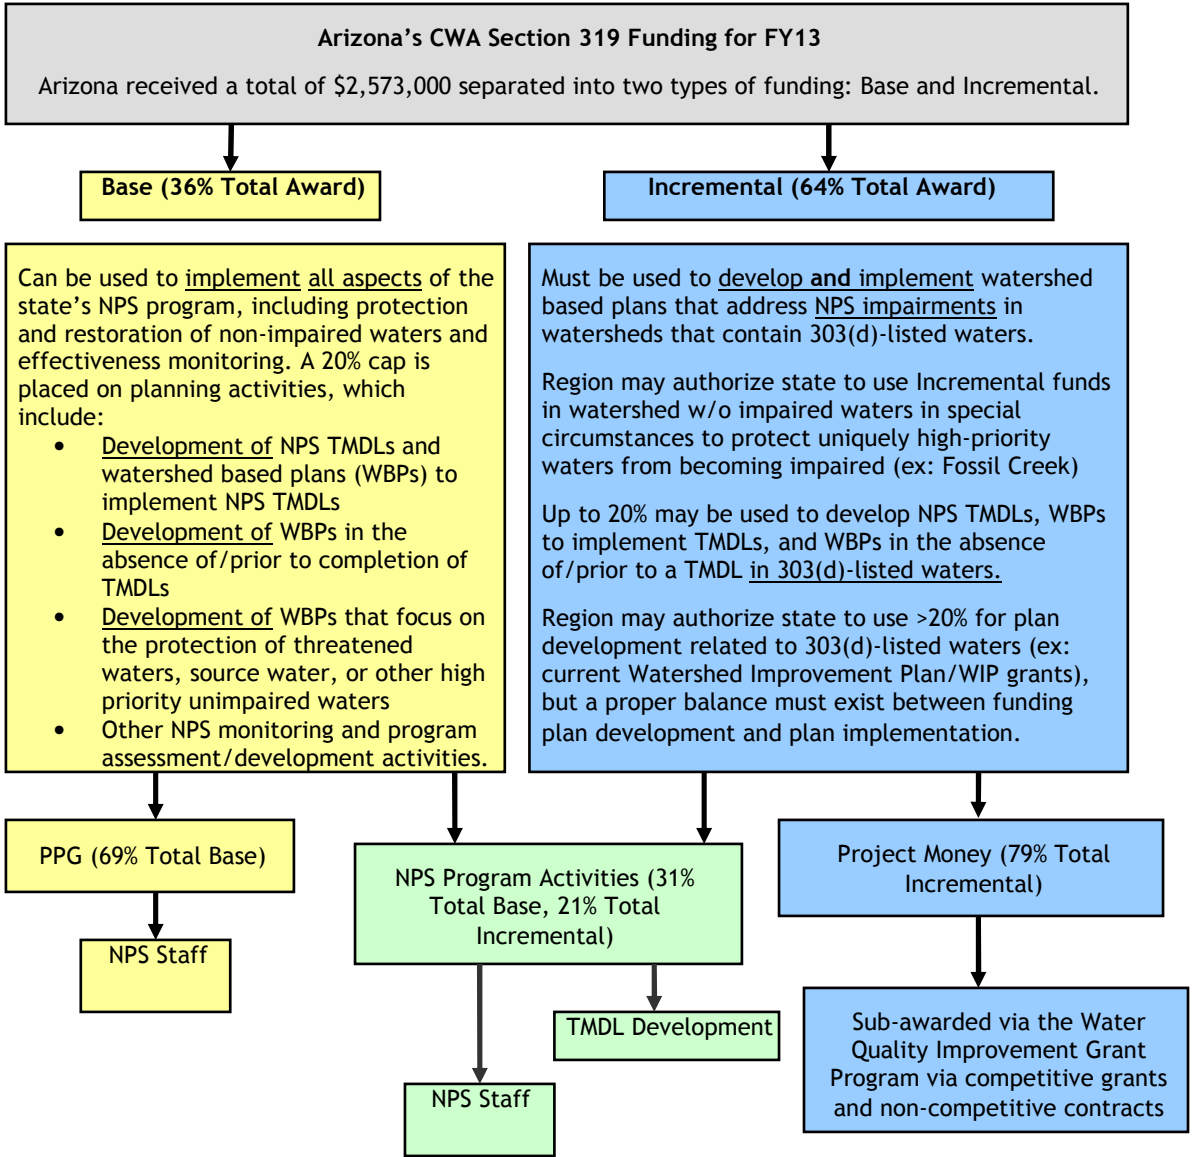 Arizona’s CWA Section 319 Funding for FY13
Arizona received a total of $2,573,000 separated into two types of funding: Base and Incremental.
Base (36% Total Award)
Incremental (64% Total Award)
Can be used to implement all aspects of the
state’s NPS program, including protection
and restoration of non-impaired waters and
effectiveness monitoring. A 20% cap is
placed on planning activities, which
include:
• Development of NPS TMDLs and
watershed based plans (WBPs) to
implement NPS TMDLs
• Development of WBPs in the
absence of/prior to completion of
TMDLs
• Development of WBPs that focus on
the protection of threatened
waters, source water, or other high
priority unimpaired waters
• Other NPS monitoring and program
assessment/development activities.
Must be used to develop and implement watershed
based plans that address NPS impairments in
watersheds that contain 303(d)-listed waters.
Region may authorize state to use Incremental funds
in watershed w/o impaired waters in special
circumstances to protect uniquely high-priority
waters from becoming impaired (ex: Fossil Creek)
Up to 20% may be used to develop NPS TMDLs, WBPs
to implement TMDLs, and WBPs in the absence
of/prior to a TMDL in 303(d)-listed waters.
Region may authorize state to use >20% for plan
development related to 303(d)-listed waters (ex:
current Watershed Improvement Plan/WIP grants),
but a proper balance must exist between funding
plan development and plan implementation.
PPG (69% Total Base)
NPS Staff
NPS Program Activities (31%
Total Base, 21% Total
Incremental)
TMDL Development
NPS Staff
Project Money (79% Total
Incremental)
Sub-awarded via the Water
Quality Improvement Grant
Program via competitive grants
and non-competitive contracts